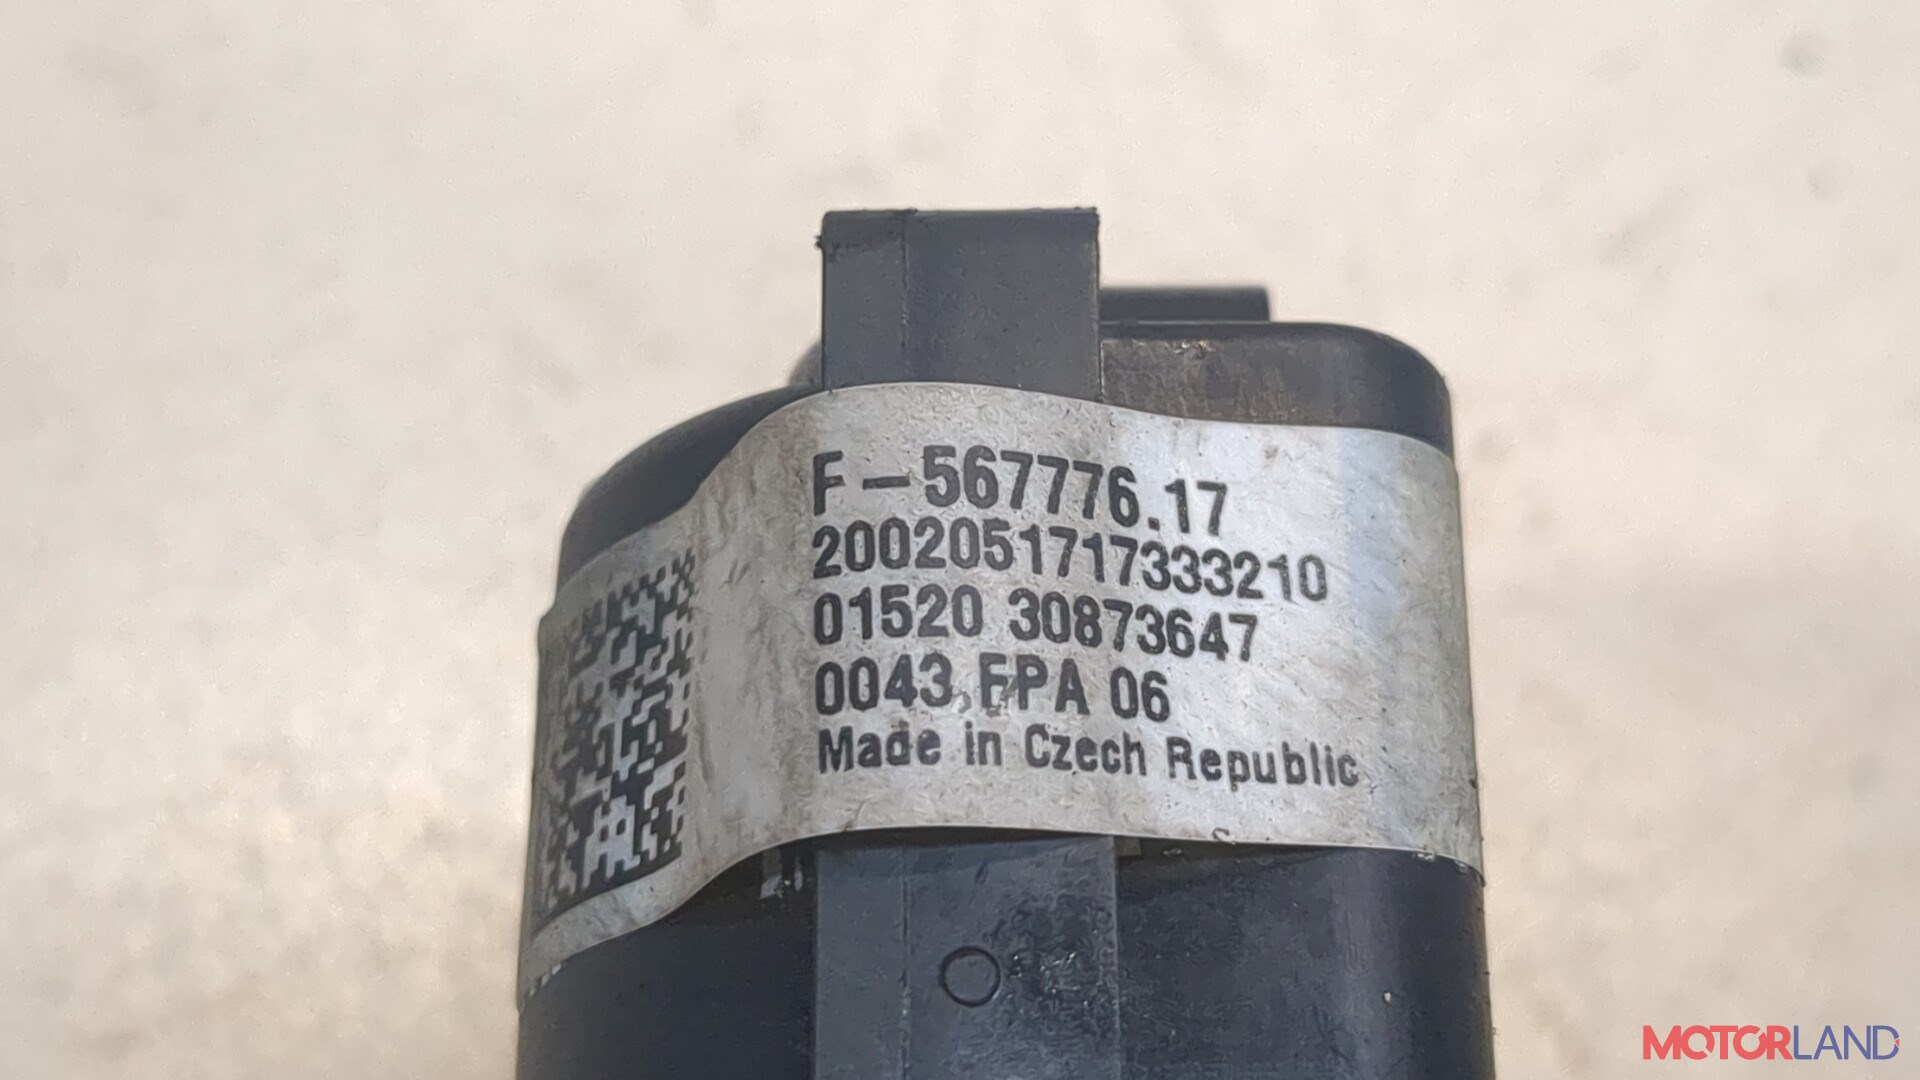 F-567776.17
2002051717333210
01520 30873647
0043 FPA 06
Made in Czech Republic
MOTORLAND